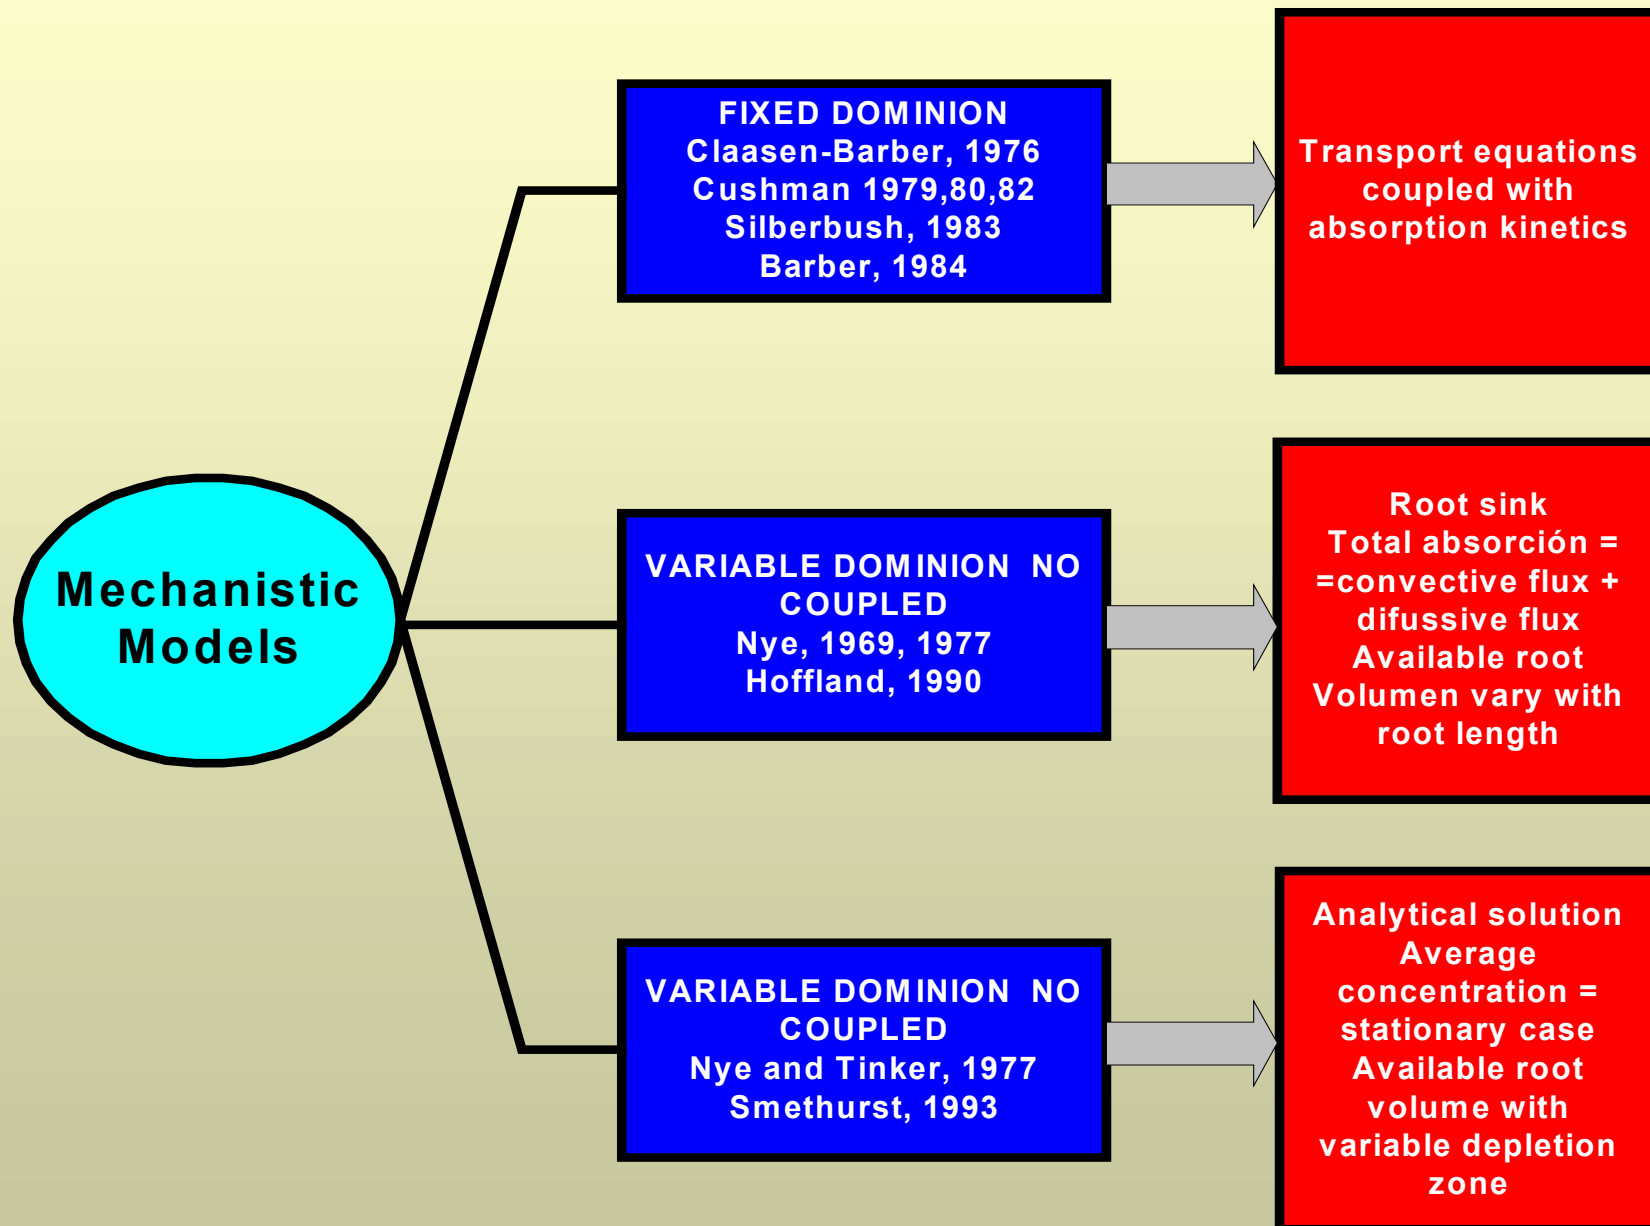 Mechanistic
Models
FIXED DOMINION
Claasen-Barber, 1976
Cushman 1979,80,82
Silberbush, 1983
Barber, 1984
Transport equations
coupled with
absorption kinetics
VARIABLE DOMINION NO
COUPLED
Nye, 1969, 1977
Hoffland, 1990
Root sink
Total absorción =
=convective flux +
difussive flux
Available root
Volumen vary with
root length
VARIABLE DOMINION NO
COUPLED
Nye and Tinker, 1977
Smethurst, 1993
Analytical solution
Average
concentration =
stationary case
Available root
volume with
variable depletion
zone